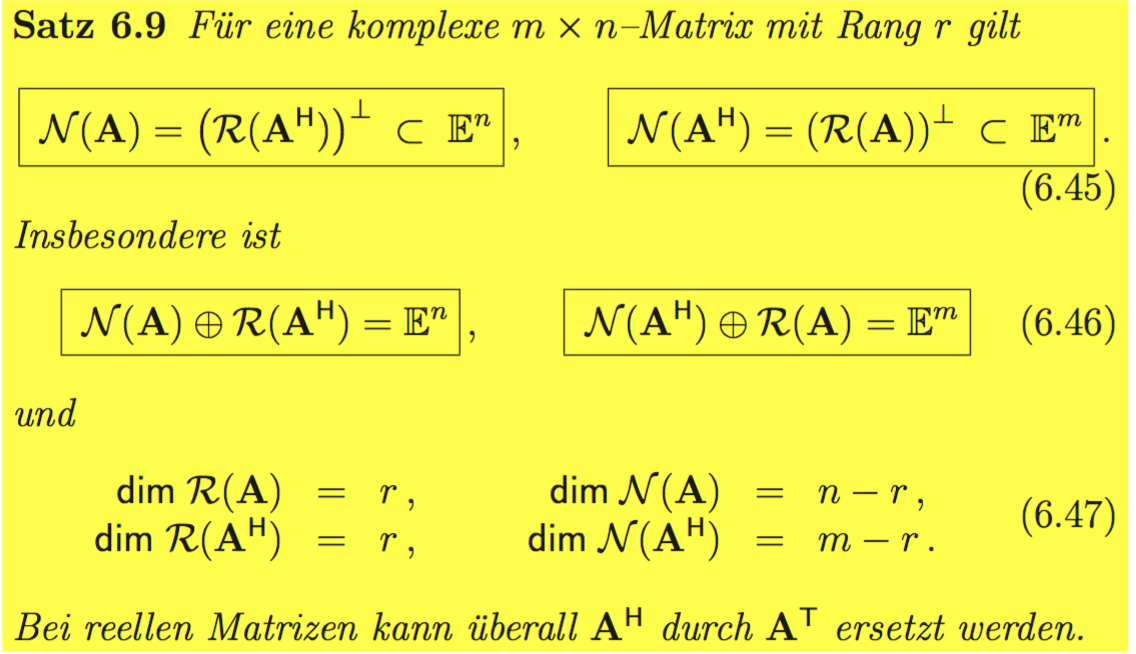 Satz 6.9 Für eine komplexe m × n–Matrix mit Rang r gilt
𝒩(A) = (ℛ(Aᴴ))^⊥ ⊂ 𝔼ⁿ , 𝒩(Aᴴ) = (ℛ(A))^⊥ ⊂ 𝔼ᵐ .
(6.45)
Insbesondere ist
𝒩(A) ⊕ ℛ(Aᴴ) = 𝔼ⁿ , 𝒩(Aᴴ) ⊕ ℛ(A) = 𝔼ᵐ (6.46)
und
dim ℛ(A) = r , dim 𝒩(A) = n − r ,
dim ℛ(Aᴴ) = r , dim 𝒩(Aᴴ) = m − r .
(6.47)
Bei reellen Matrizen kann überall Aᴴ durch Aᵀ ersetzt werden.